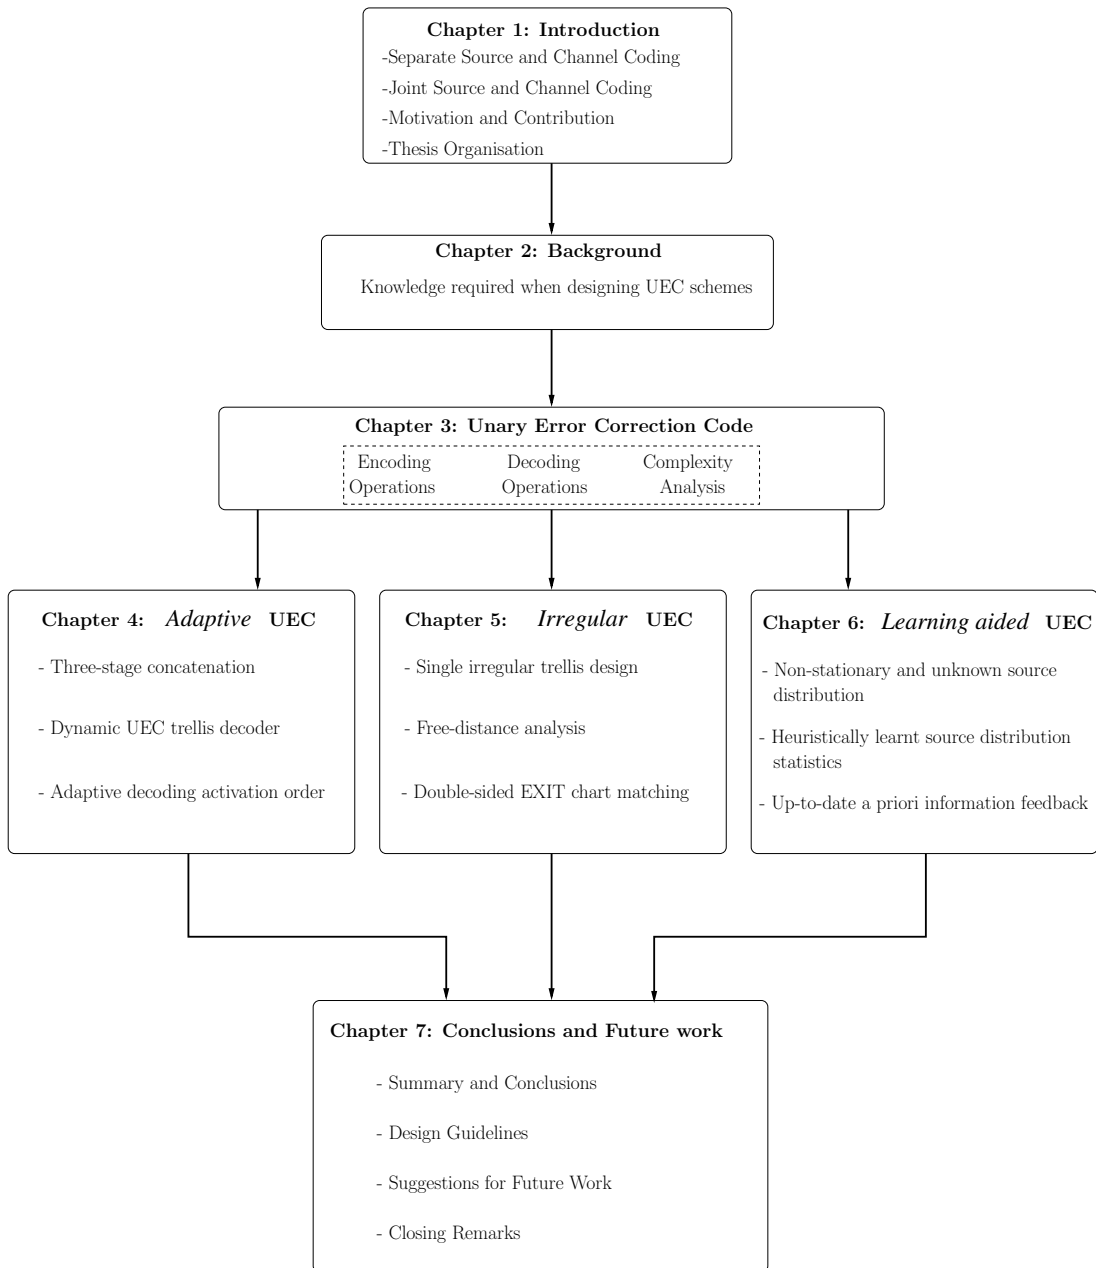 Chapter 1: Introduction
-Separate Source and Channel Coding
-Joint Source and Channel Coding
-Motivation and Contribution
-Thesis Organisation
Chapter 2: Background
Knowledge required when designing UEC schemes
Chapter 3: Unary Error Correction Code
Encoding
Operations
Decoding
Operations
Complexity
Analysis
Chapter 4: Adaptive UEC
- Three-stage concatenation
- Dynamic UEC trellis decoder
- Adaptive decoding activation order
Chapter 5: Irregular UEC
- Single irregular trellis design
- Free-distance analysis
- Double-sided EXIT chart matching
Chapter 6: Learning aided UEC
- Non-stationary and unknown source
distribution
- Heuristically learnt source distribution
statistics
- Up-to-date a priori information feedback
Chapter 7: Conclusions and Future work
- Summary and Conclusions
- Design Guidelines
- Suggestions for Future Work
- Closing Remarks